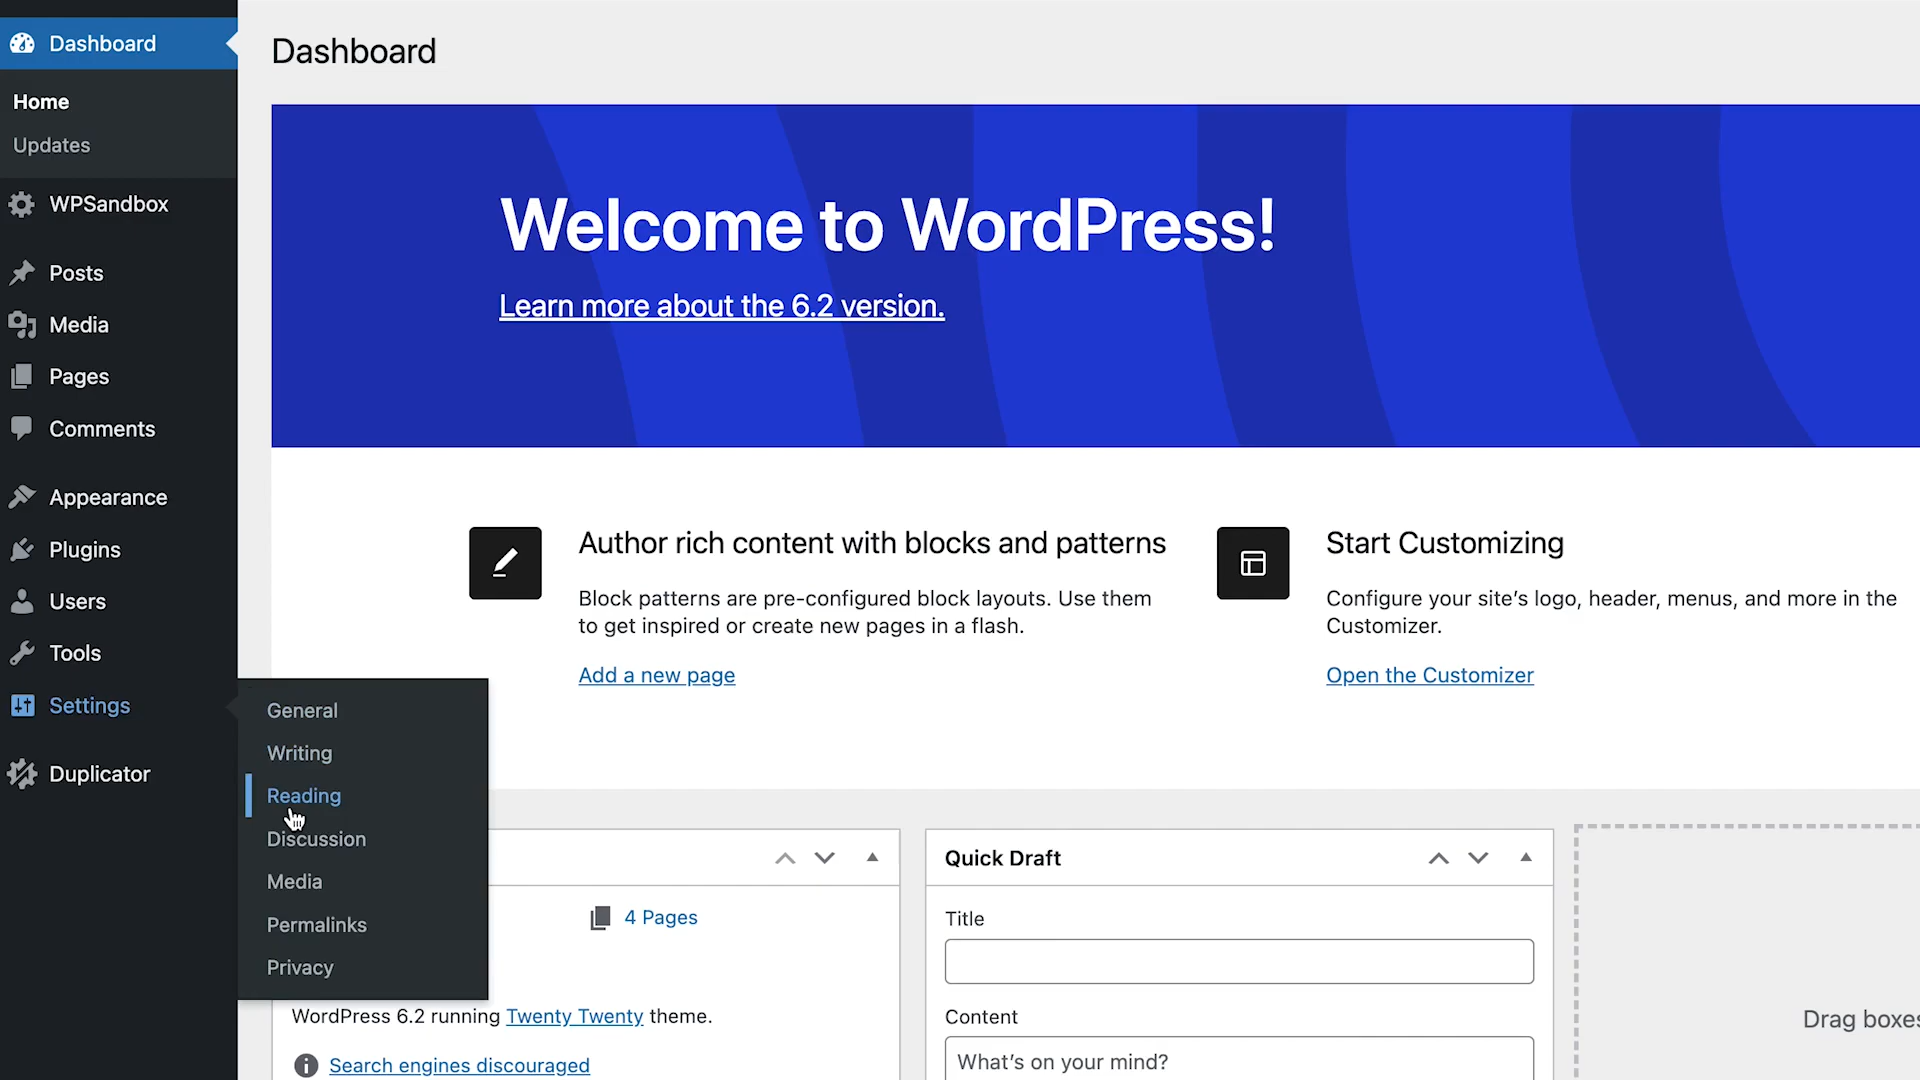 Dashboard
Home
Updates
WPSandbox
Posts
Media
Pages
Comments
Appearance
Plugins
Users
Tools
Settings
Duplicator
General
Writing
Reading
Discussion
Media
Permalinks
Privacy
Dashboard
Welcome to WordPress!
Learn more about the 6.2 version.
Author rich content with blocks and patterns
Block patterns are pre-configured block layouts. Use them
to get inspired or create new pages in a flash.
Add a new page
Start Customizing
Configure your site's logo, header, menus, and more in the
Customizer.
Open the Customizer
4 Pages
WordPress 6.2 running Twenty Twenty theme.
Search engines discouraged
Quick Draft
Title
Content
What's on your mind?
Drag boxes